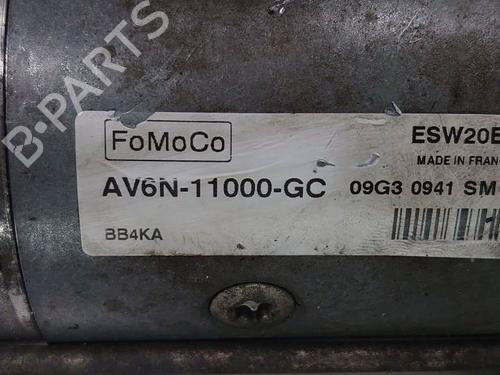 B-PARTS
FoMoCo
ESW20E
MADE IN FRAN
AV6N-11000-GC 09G3 0941 SM
BB4KA